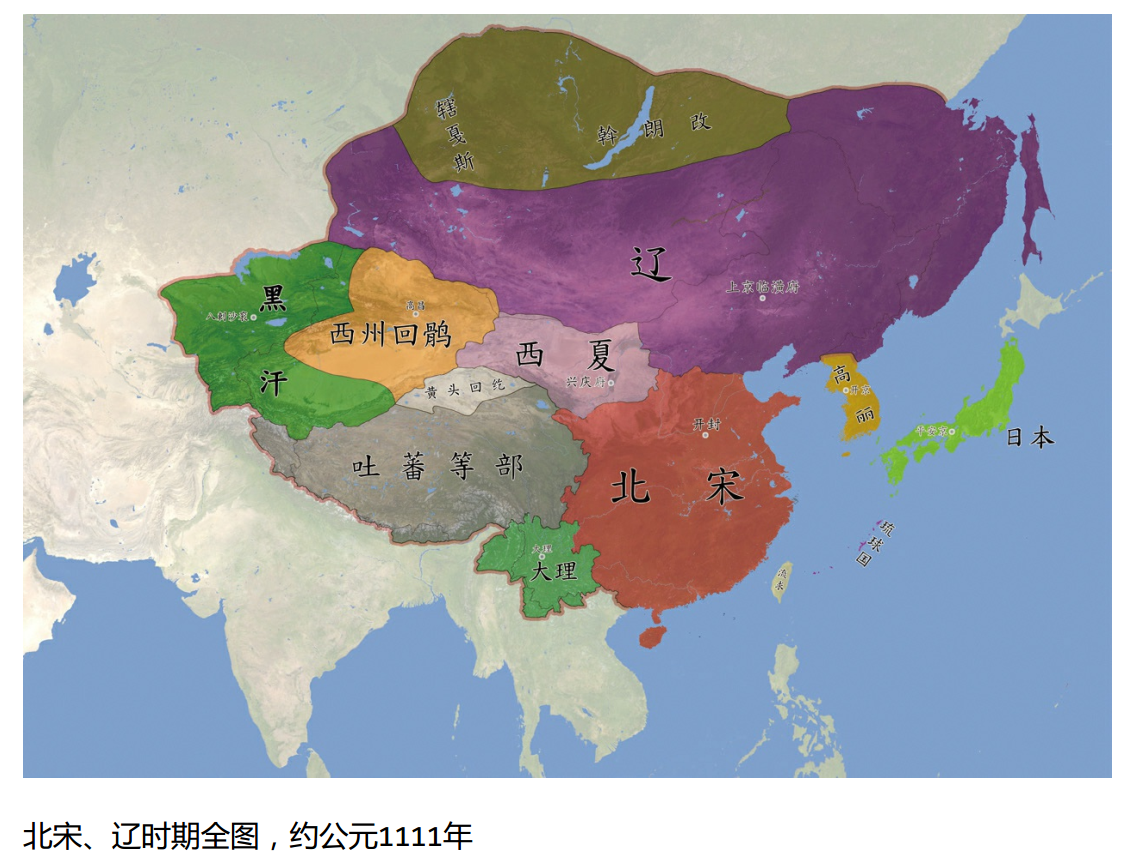 辖戛斯
斡朗改
辽
上京临潢府
黑汗
八剌沙衮
高昌
西州回鹘
西夏
兴庆府
黄头回纥
高丽
开京
开封
平安京
日本
吐蕃等部
北宋
琉球国
大理
大理
流求
北宋、辽时期全图，约公元1111年